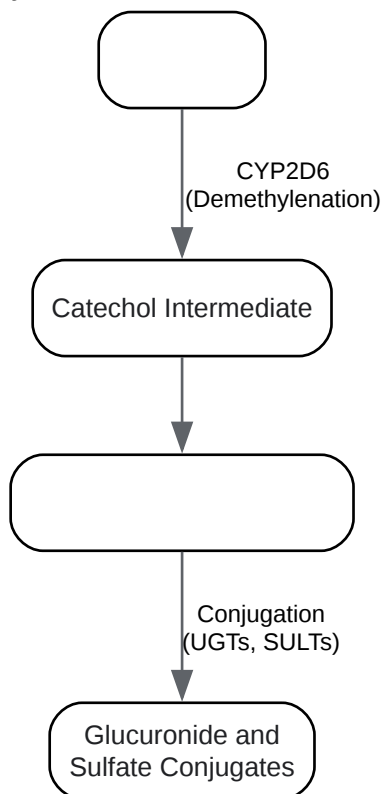 CYP2D6
(Demethylenation)
Catechol Intermediate
Conjugation
(UGTs, SULTs)
Glucuronide and
Sulfate Conjugates